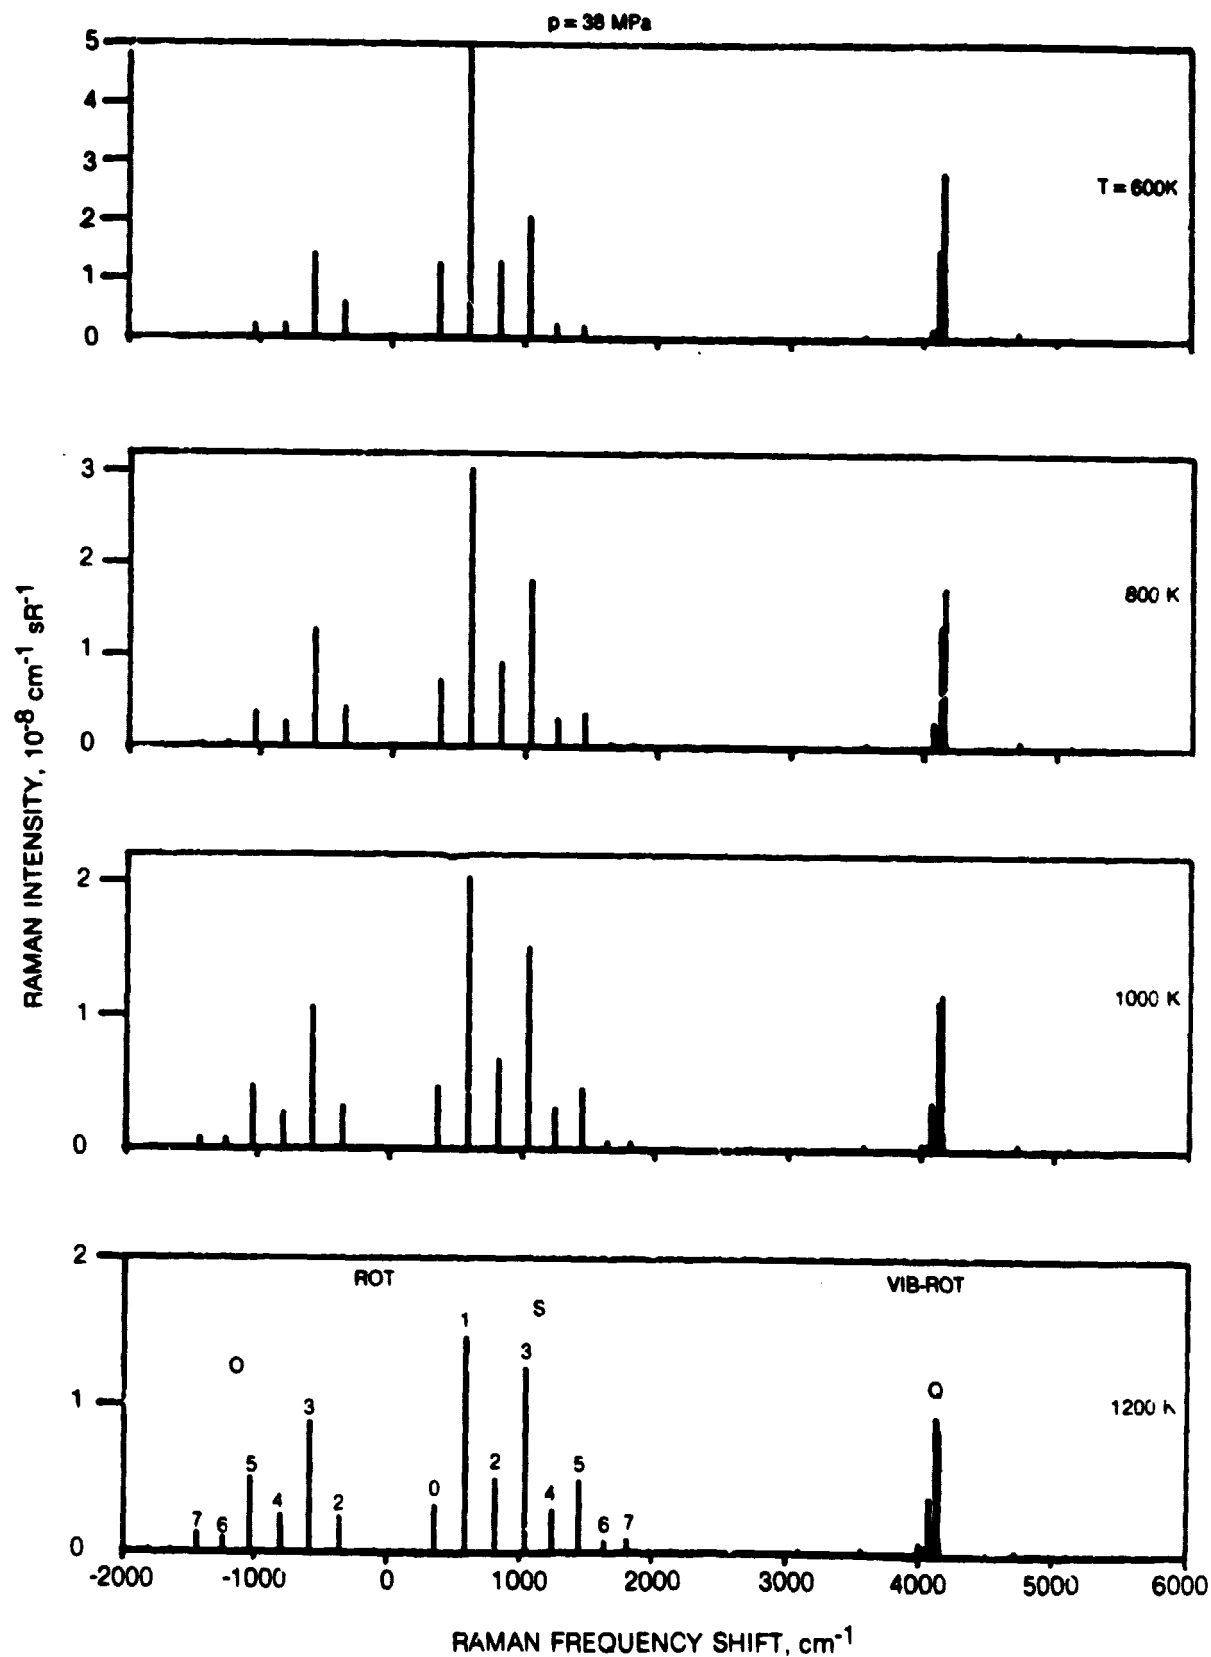 p = 38 MPa
5
4
3
2
1
0
T = 600K
3
2
1
0
800 K
2
1
0
1000 K
RAMAN INTENSITY, 10⁻⁸ cm⁻¹ sR⁻¹
2
1
0
ROT
VIB-ROT
S
O
Q
1200 K
7 6 5 4 3 2 0 1 2 3 4 5 6 7
-2000 -1000 0 1000 2000 3000 4000 5000 6000
RAMAN FREQUENCY SHIFT, cm⁻¹